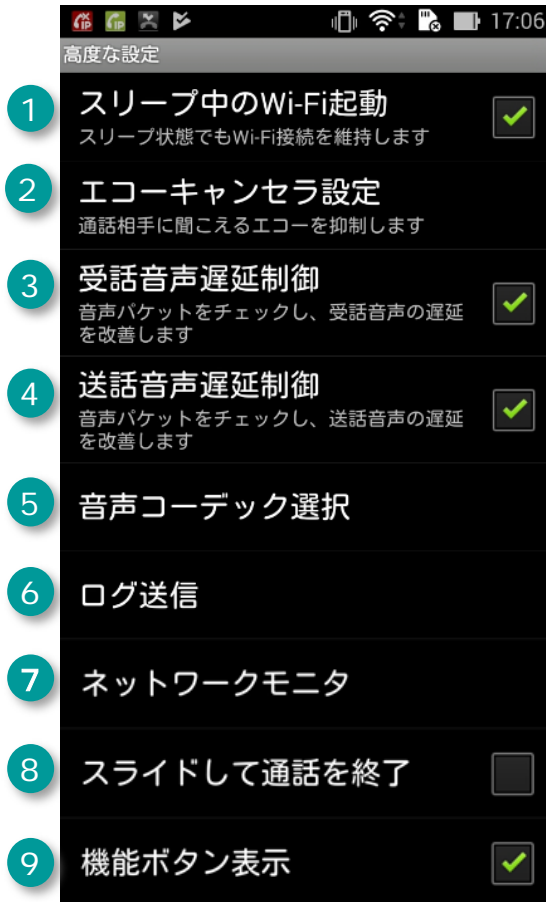 17:06
高度な設定
1 スリープ中のWi-Fi起動
スリープ状態でもWi-Fi接続を維持します
2 エコーキャンセラ設定
通話相手に聞こえるエコーを抑制します
3 受話音声遅延制御
音声パケットをチェックし、受話音声の遅延
を改善します
4 送話音声遅延制御
音声パケットをチェックし、送話音声の遅延
を改善します
5 音声コーデック選択
6 ログ送信
7 ネットワークモニタ
8 スライドして通話を終了
9 機能ボタン表示